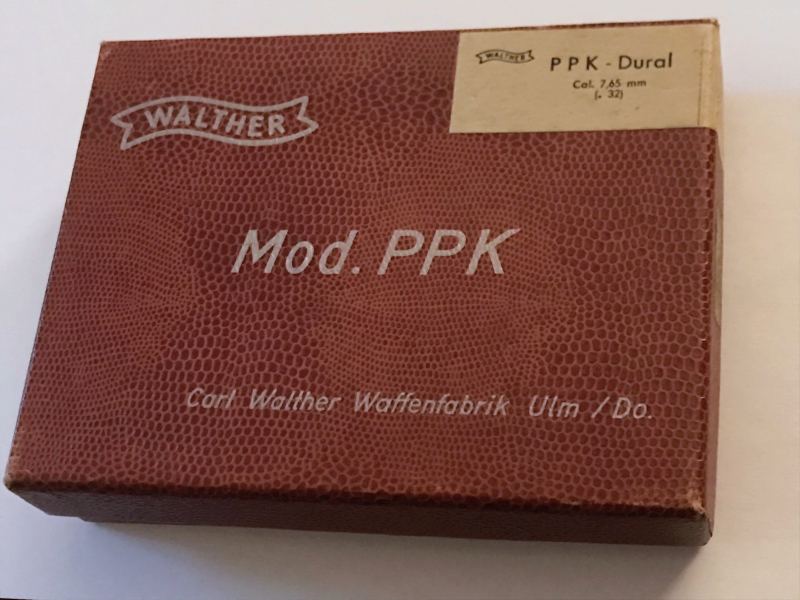 WALTHER
PPK - Dural
Cal. 7,65 mm
(. 32)
WALTHER
Mod. PPK
Carl Walther Waffenfabrik Ulm / Do.